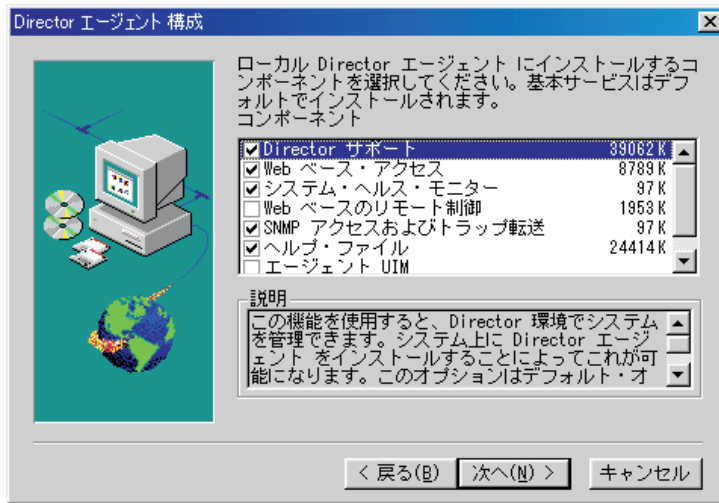 Director エージェント 構成
ローカル Director エージェント にインストールするコ
ンポーネントを選択してください。基本サービスはデフ
ォルトでインストールされます。
コンポーネント
Director サポート 39062 K
Web ベース・アクセス 8789 K
システム・ヘルス・モニター 97 K
Web ベースのリモート制御 1953 K
SNMP アクセスおよびトラップ転送 97 K
ヘルプ・ファイル 24414 K
エージェント UIM
説明
この機能を使用すると、Director 環境でシステム
を管理できます。システム上に Director エージ
ェント をインストールすることによってこれが可
能になります。このオプションはデフォルト・オ
< 戻る(B)
次へ(N) >
キャンセル